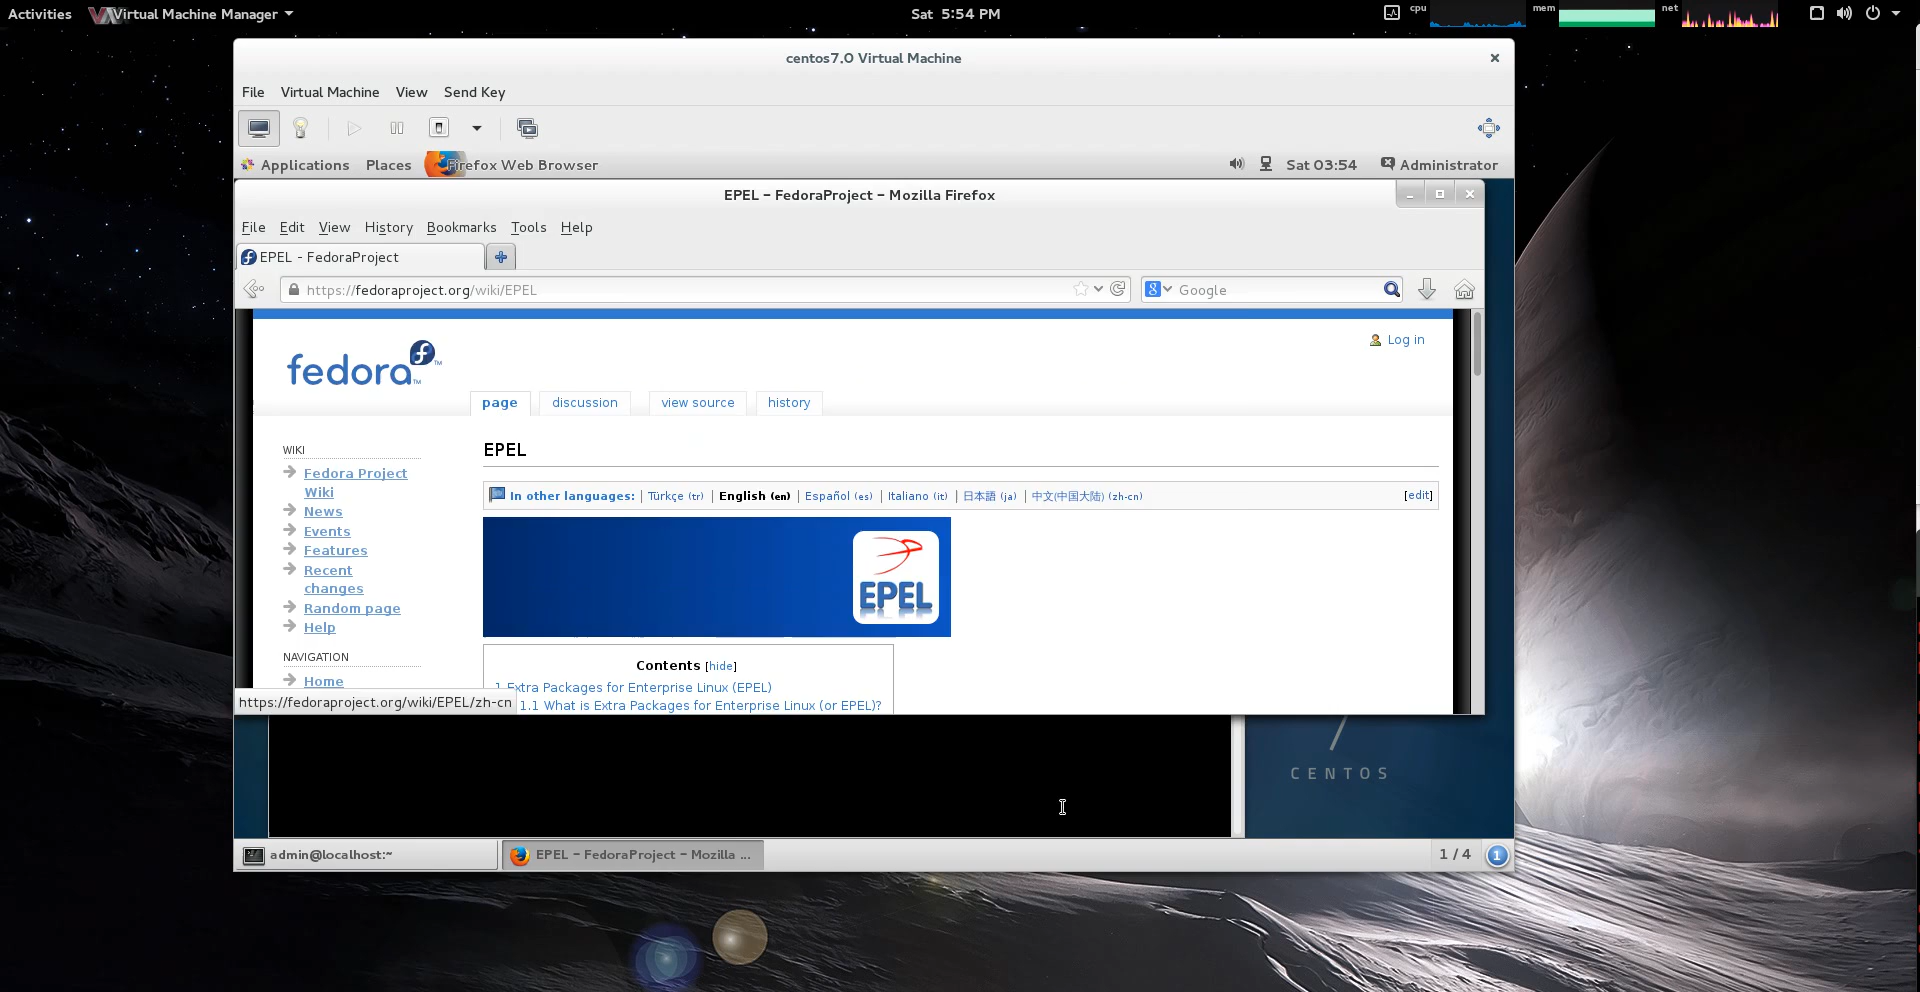 Activities Virtual Machine Manager Sat 5:54 PM cpu mem net
centos7.0 Virtual Machine
File Virtual Machine View Send Key
Applications Places Firefox Web Browser Sat 03:54 Administrator
EPEL – FedoraProject – Mozilla Firefox
File Edit View History Bookmarks Tools Help
EPEL - FedoraProject
https://fedoraproject.org/wiki/EPEL Google
Log in
fedora™
page discussion view source history
WIKI
Fedora Project
Wiki
News
Events
Features
Recent
changes
Random page
Help
NAVIGATION
Home
EPEL
In other languages: | Türkçe (tr) | English (en) | Español (es) | Italiano (it) | 日本語 (ja) | 中文(中国大陆) (zh-cn) [edit]
EPEL
Contents [hide]
1 Extra Packages for Enterprise Linux (EPEL)
1.1 What is Extra Packages for Enterprise Linux (or EPEL)?
https://fedoraproject.org/wiki/EPEL/zh-cn
7
CENTOS
admin@localhost:~ EPEL – FedoraProject – Mozilla ... 1 / 4 1